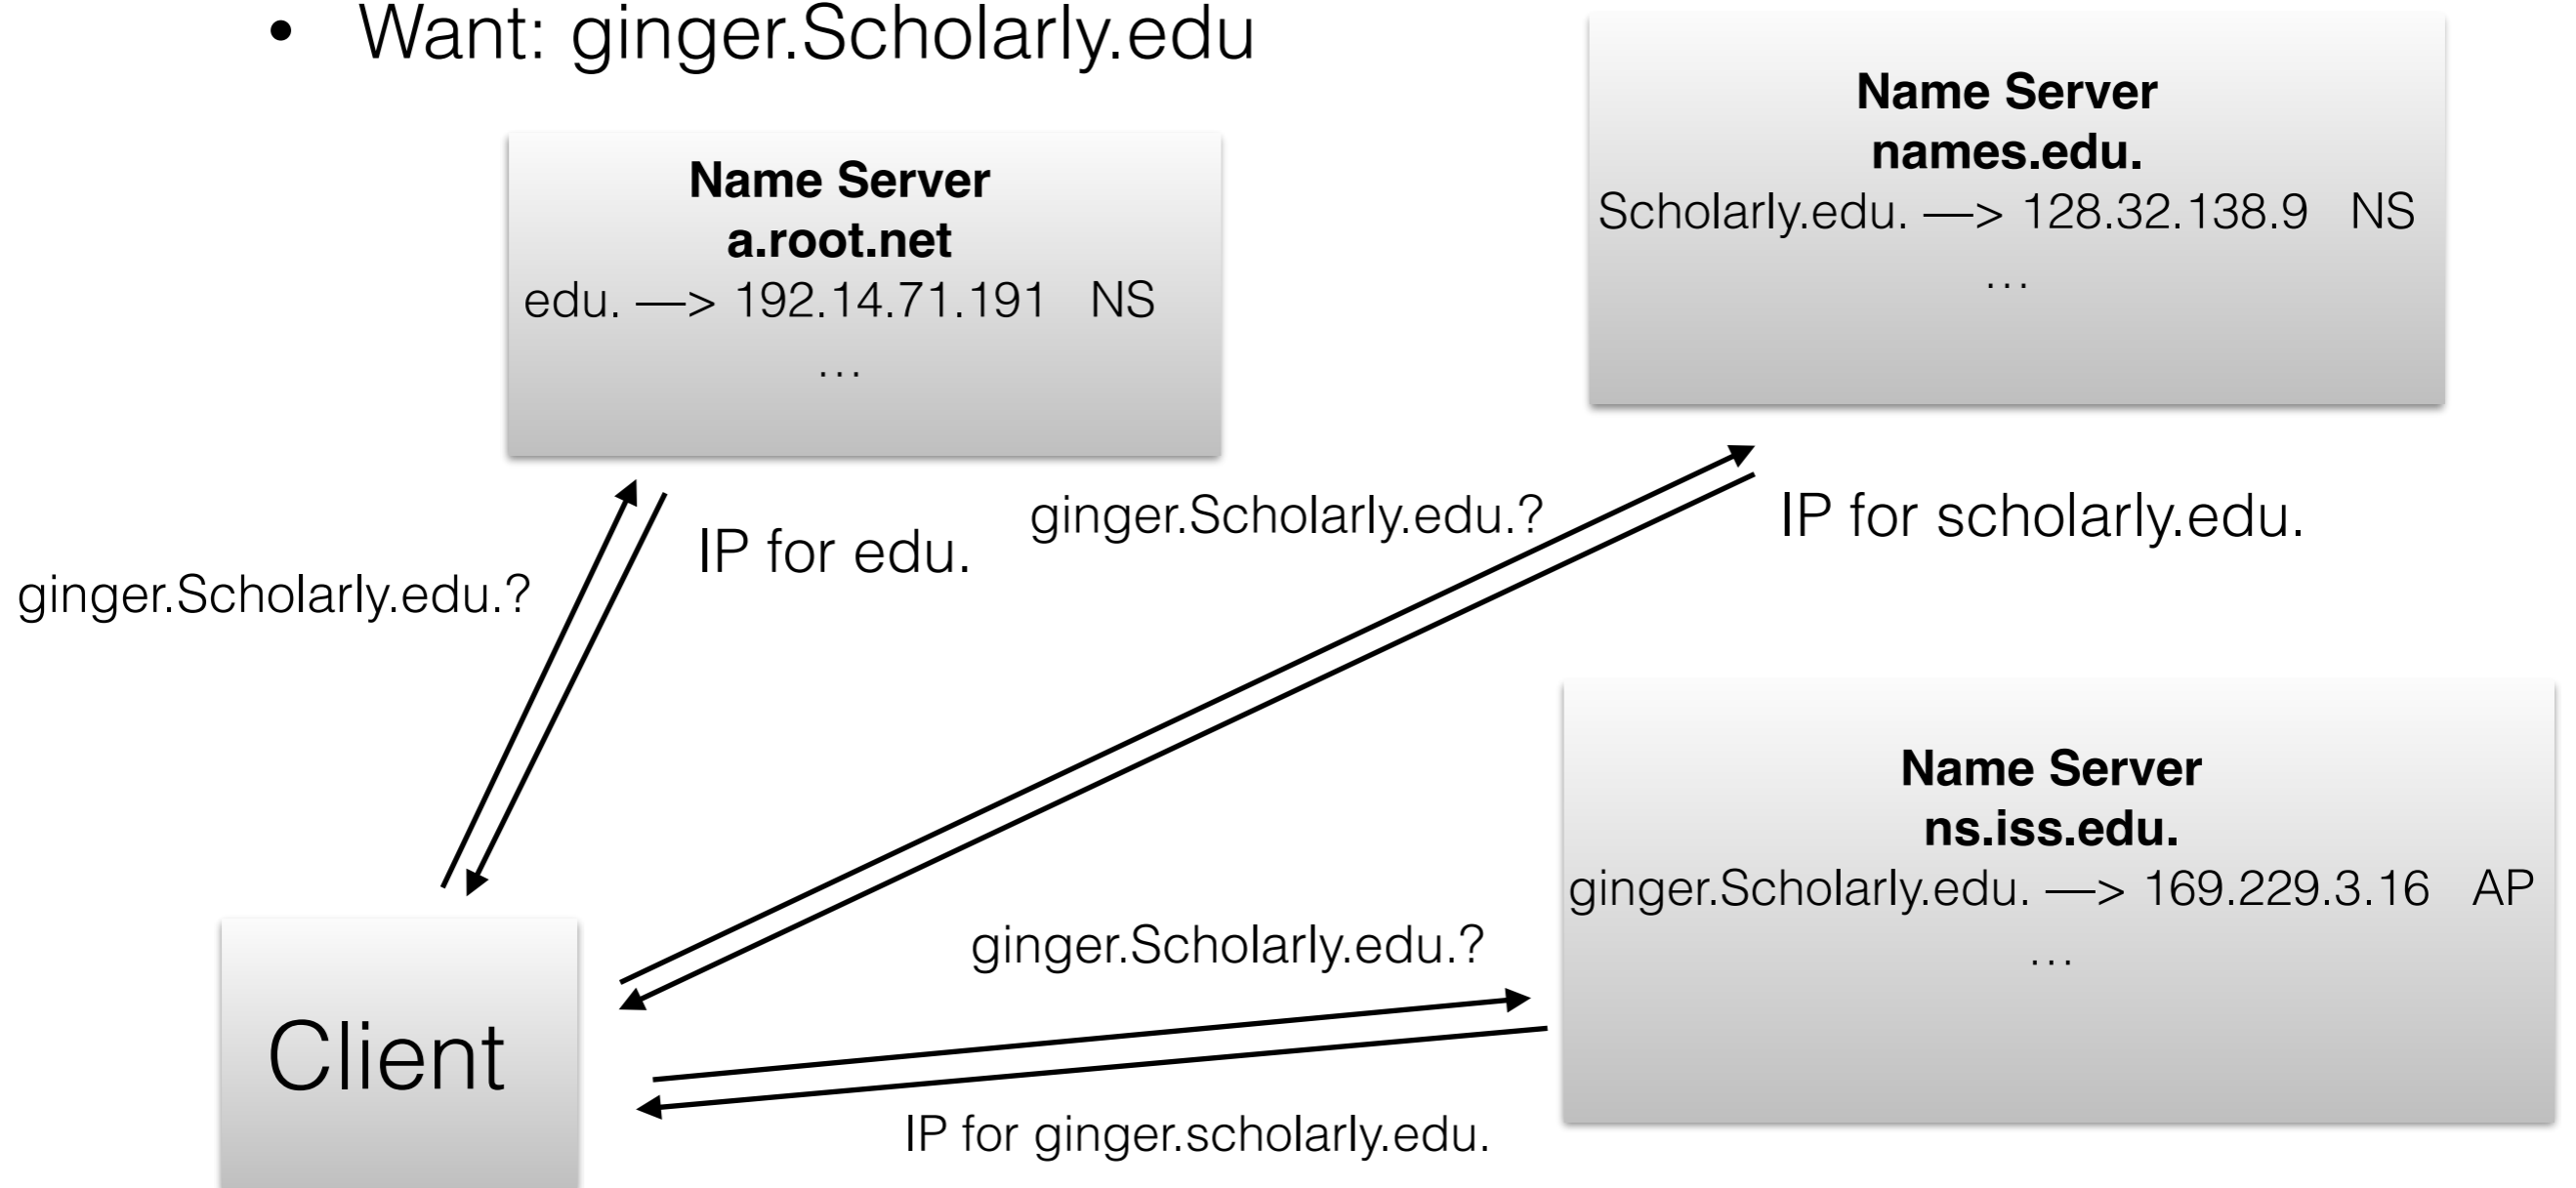 • Want: ginger.Scholarly.edu
Name Server
a.root.net
edu. —> 192.14.71.191 NS
…
Name Server
names.edu.
Scholarly.edu. —> 128.32.138.9 NS
…
ginger.Scholarly.edu.?
IP for edu.
ginger.Scholarly.edu.?
IP for scholarly.edu.
Name Server
ns.iss.edu.
ginger.Scholarly.edu. —> 169.229.3.16 AP
…
ginger.Scholarly.edu.?
Client
IP for ginger.scholarly.edu.